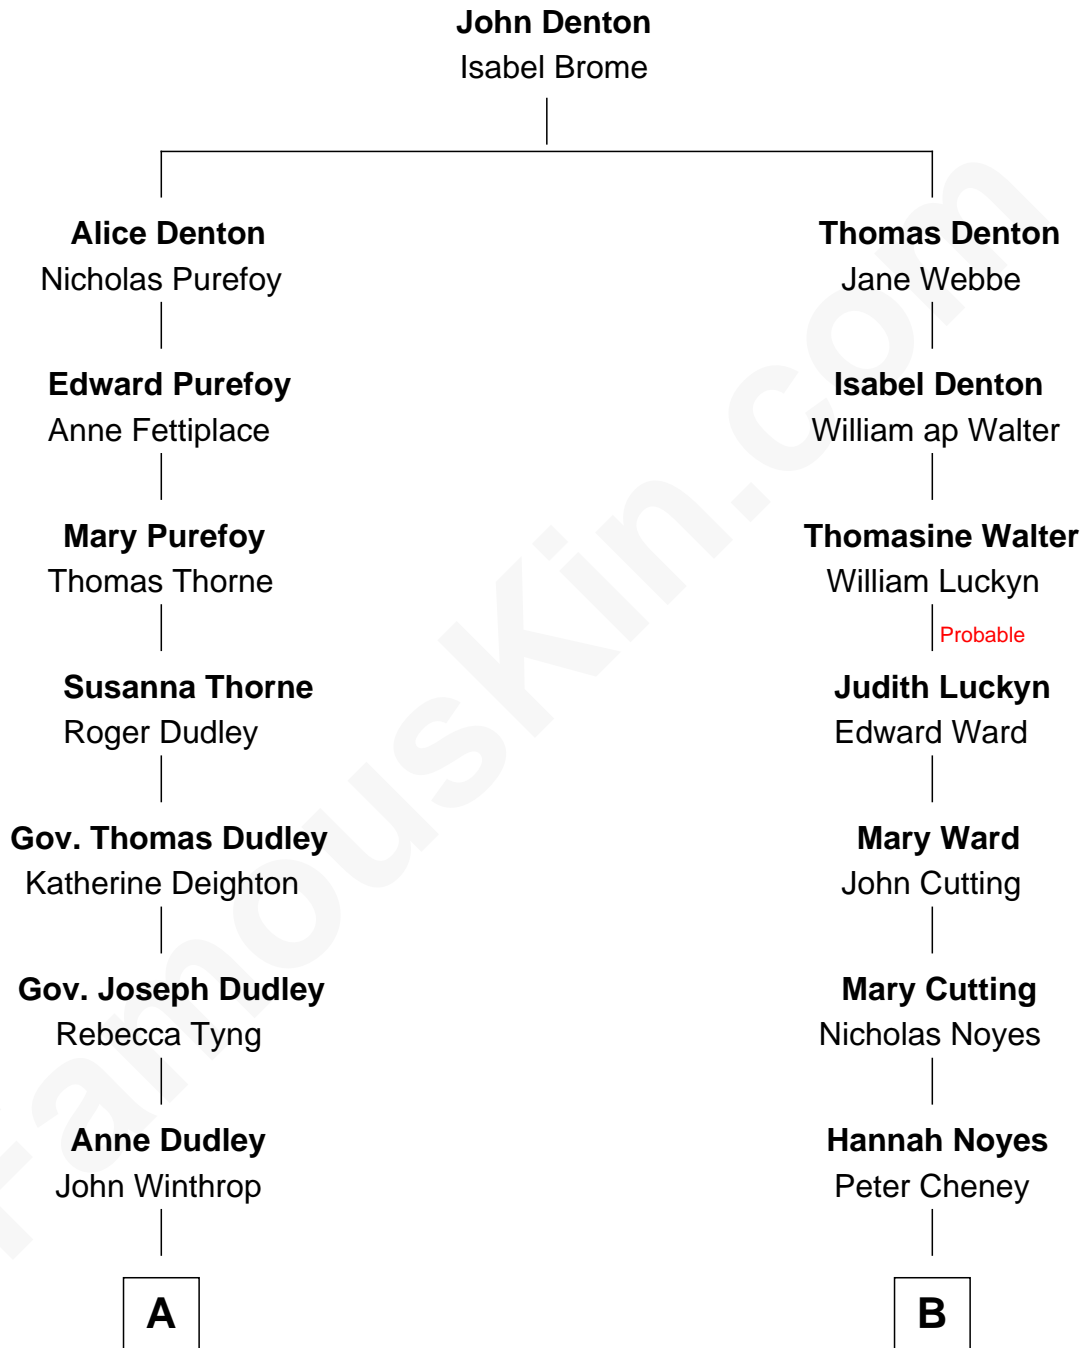 John Denton
Isabel Brome
Alice Denton
Nicholas Purefoy
Thomas Denton
Jane Webbe
Edward Purefoy
Anne Fettiplace
Isabel Denton
William ap Walter
Mary Purefoy
Thomas Thorne
Thomasine Walter
William Luckyn
Probable
Susanna Thorne
Roger Dudley
Judith Luckyn
Edward Ward
Gov. Thomas Dudley
Katherine Deighton
Mary Ward
John Cutting
Gov. Joseph Dudley
Rebecca Tyng
Mary Cutting
Nicholas Noyes
Anne Dudley
John Winthrop
Hannah Noyes
Peter Cheney
A
B
FamousKin.com